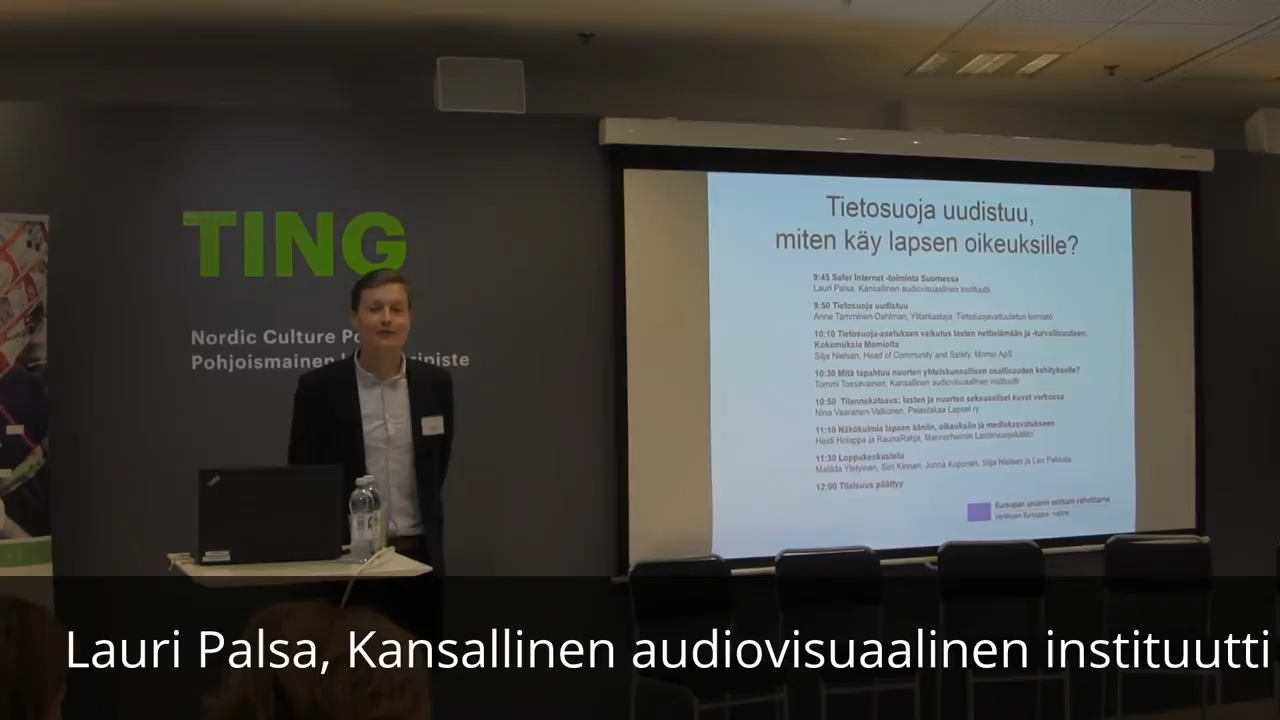 TING
Nordic Culture
Pohjoismainen
Tietosuoja uudistuu,
miten käy lapsen oikeuksille?
9:45 Safer Internet -toiminta Suomessa
Lauri Palsa, Kansallinen audiovisuaalinen instituutti
9:50 Tietosuoja uudistuu
Anne Tamminen-Dahlman, Ylitarkastaja, Tietosuojavaltuutetun toimisto
10:10 Tietosuoja-asetuksen vaikutus lasten nettielämään ja -turvallisuuteen:
Kokemuksia Momiolta
Silja Nielsen, Head of Community and Safety, Momio ApS
10:30 Mitä tapahtuu nuorten yhteiskunnallisen osallisuuden kehitykselle?
Tommi Tossavainen, Kansallinen audiovisuaalinen instituutti
10:50 Tilannekatsaus: lasten ja nuorten seksuaaliset kuvat verkossa
Nina Vaaranen-Valkonen, Pelastakaa Lapset ry
11:10 Näkökulmia lapsen ääniin, oikeuksiin ja mediakasvatukseen
Heidi Holappa ja Rauna Rahja, Mannerheimin Lastensuojeluliitto
11:30 Loppukeskustelu
Matilda Yletyinen, Siiri Kinnari, Jonna Koponen, Silja Nielsen ja Leo Pekkala
12:00 Tilaisuus päättyy
Euroopan unionin osittain rahoittama
Verkkojen Eurooppa -väline
Lauri Palsa, Kansallinen audiovisuaalinen instituutti